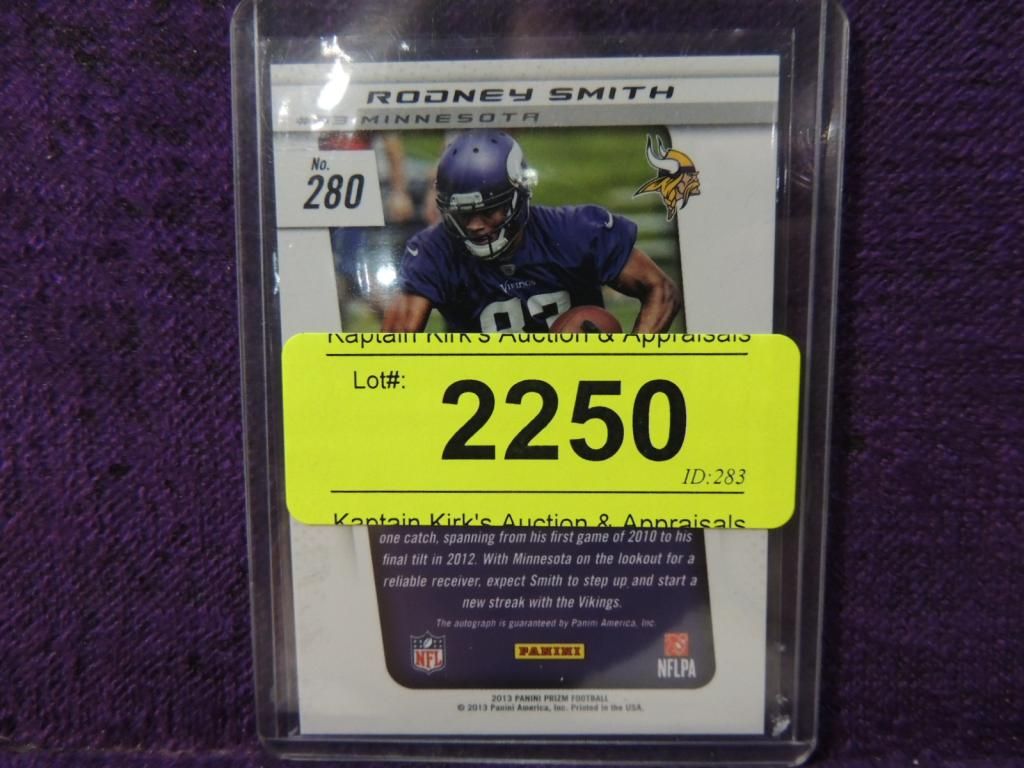 RODNEY SMITH
MINNESOTA
No.
280
VIKINGS
83
Kaptain Kirk's Auction & Appraisals
Lot#:
2250
ID:283
Kaptain Kirk's Auction & Appraisals
one catch, spanning from his first game of 2010 to his
final tilt in 2012. With Minnesota on the lookout for a
reliable receiver, expect Smith to step up and start a
new streak with the Vikings.
The autograph is guaranteed by Panini America, Inc.
NFL
PANINI
NFLPA
2013 PANINI PRIZM FOOTBALL
© 2013 Panini America, Inc. Printed in the USA.